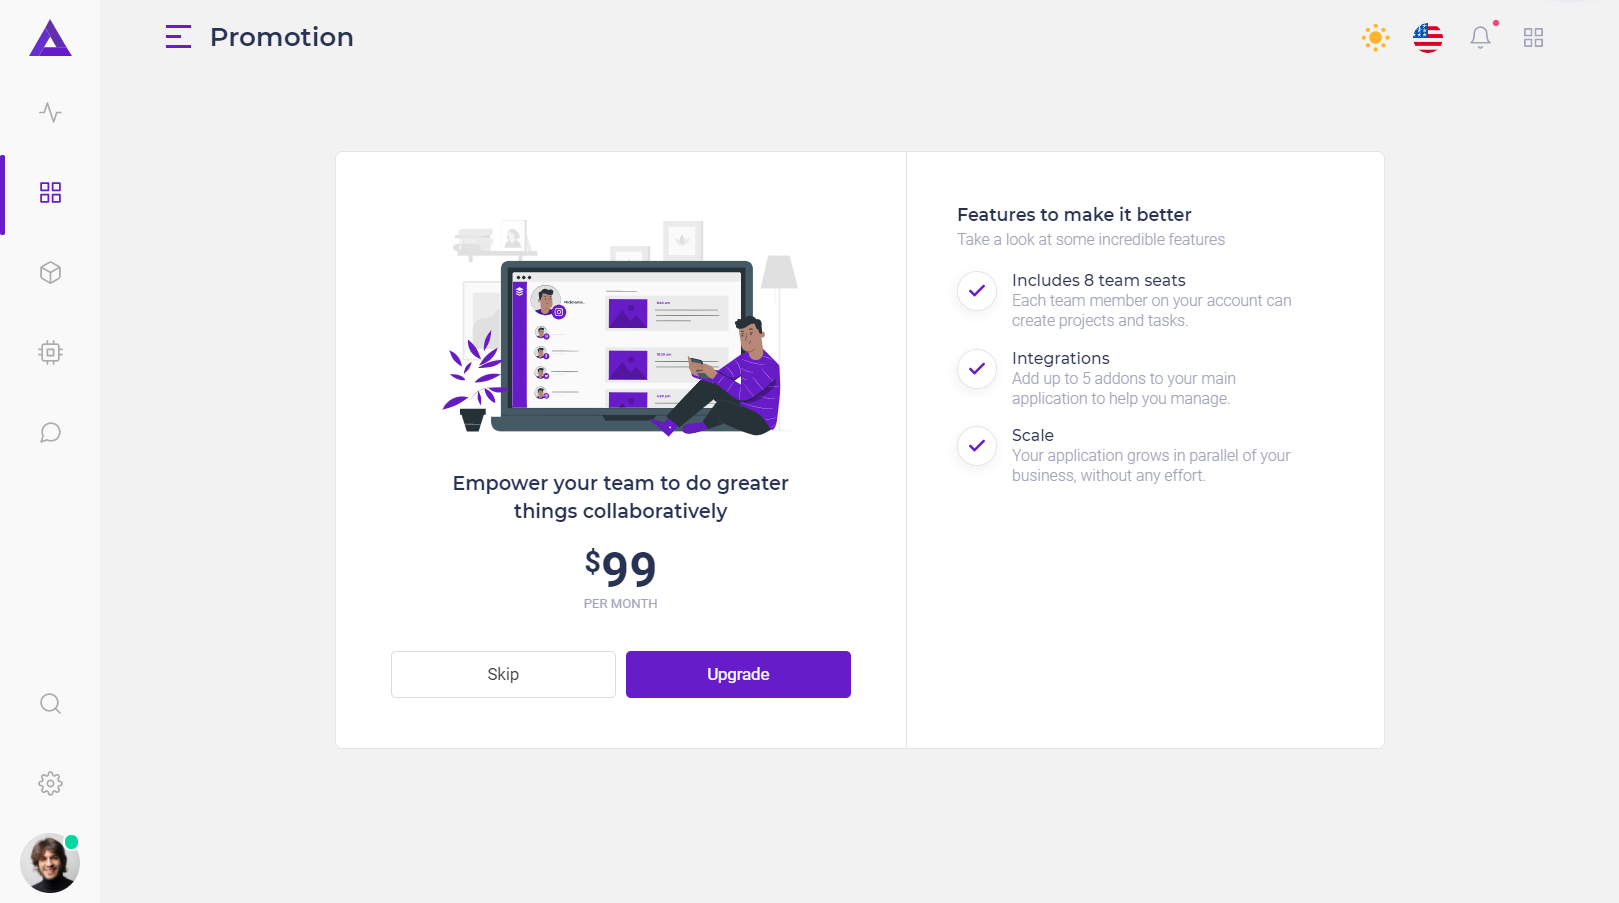 Promotion
Empower your team to do greater
things collaboratively
$99
PER MONTH
Skip
Upgrade
Features to make it better
Take a look at some incredible features
Includes 8 team seats
Each team member on your account can
create projects and tasks.
Integrations
Add up to 5 addons to your main
application to help you manage.
Scale
Your application grows in parallel of your
business, without any effort.